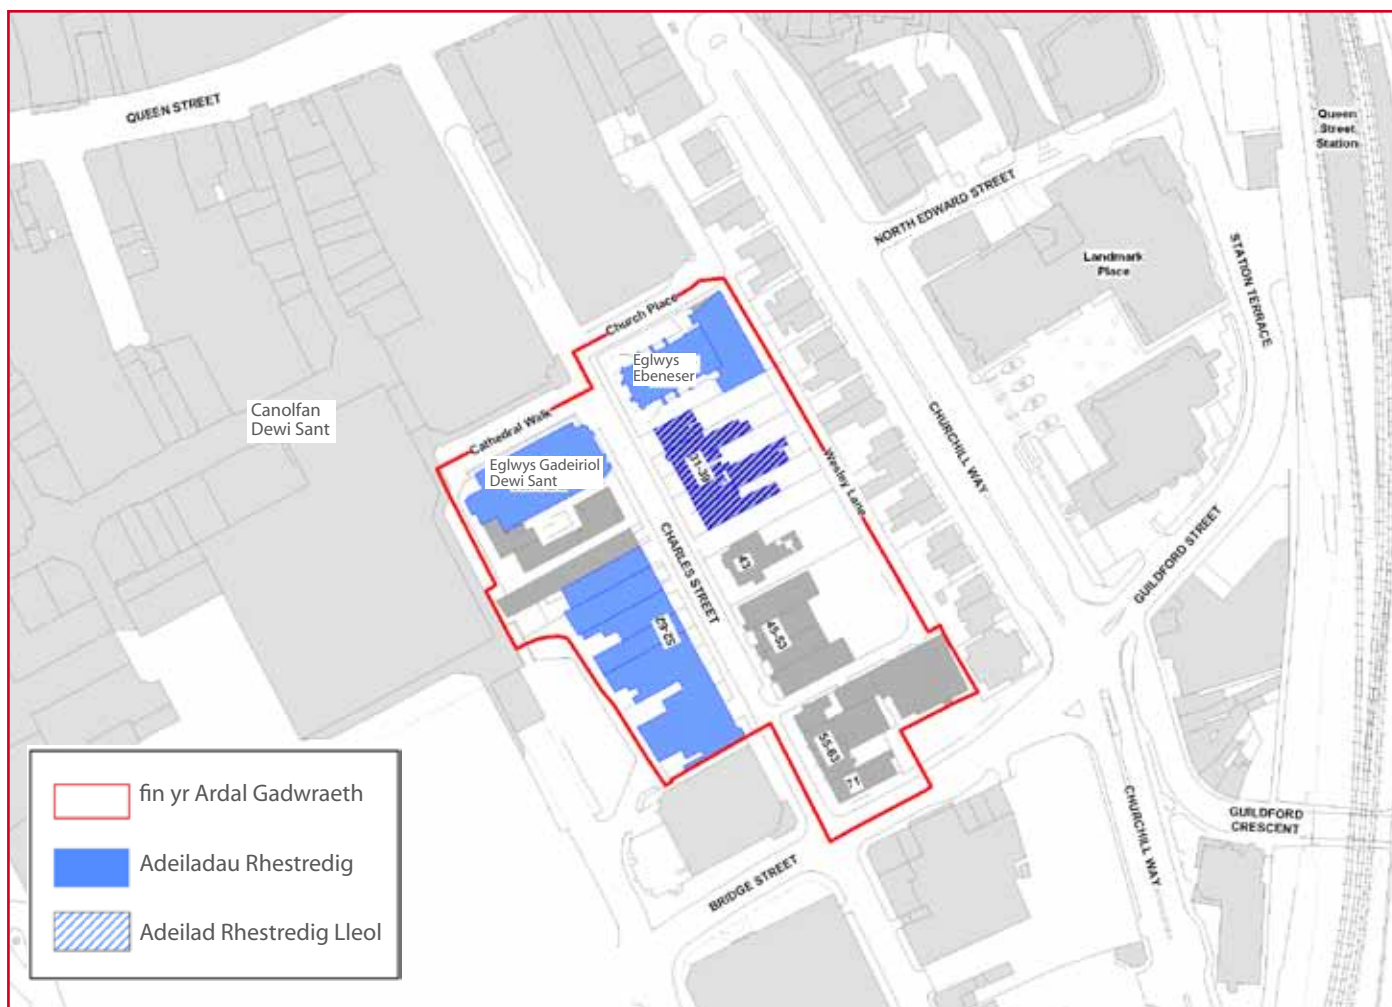 QUEEN STREET
Queen
Street
Station
NORTH EDWARD STREET
Landmark
Place
STATION TERRACE
Church Place
Eglwys
Ebeneser
Canolfan
Dewi Sant
Cathedral Walk
Eglwys Gadeiriol
Dewi Sant
31-39
Wesley Lane
CHURCHILL WAY
CHARLES STREET
GUILDFORD STREET
43
45-53
52-62
55-63
71
CHURCHILL WAY
GUILDFORD
CRESCENT
BRIDGE STREET
fin yr Ardal Gadwraeth
Adeiladau Rhestredig
Adeilad Rhestredig Lleol